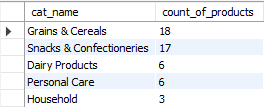 cat_name count_of_products
Grains & Cereals 18
Snacks & Confectioneries 17
Dairy Products 6
Personal Care 6
Household 3